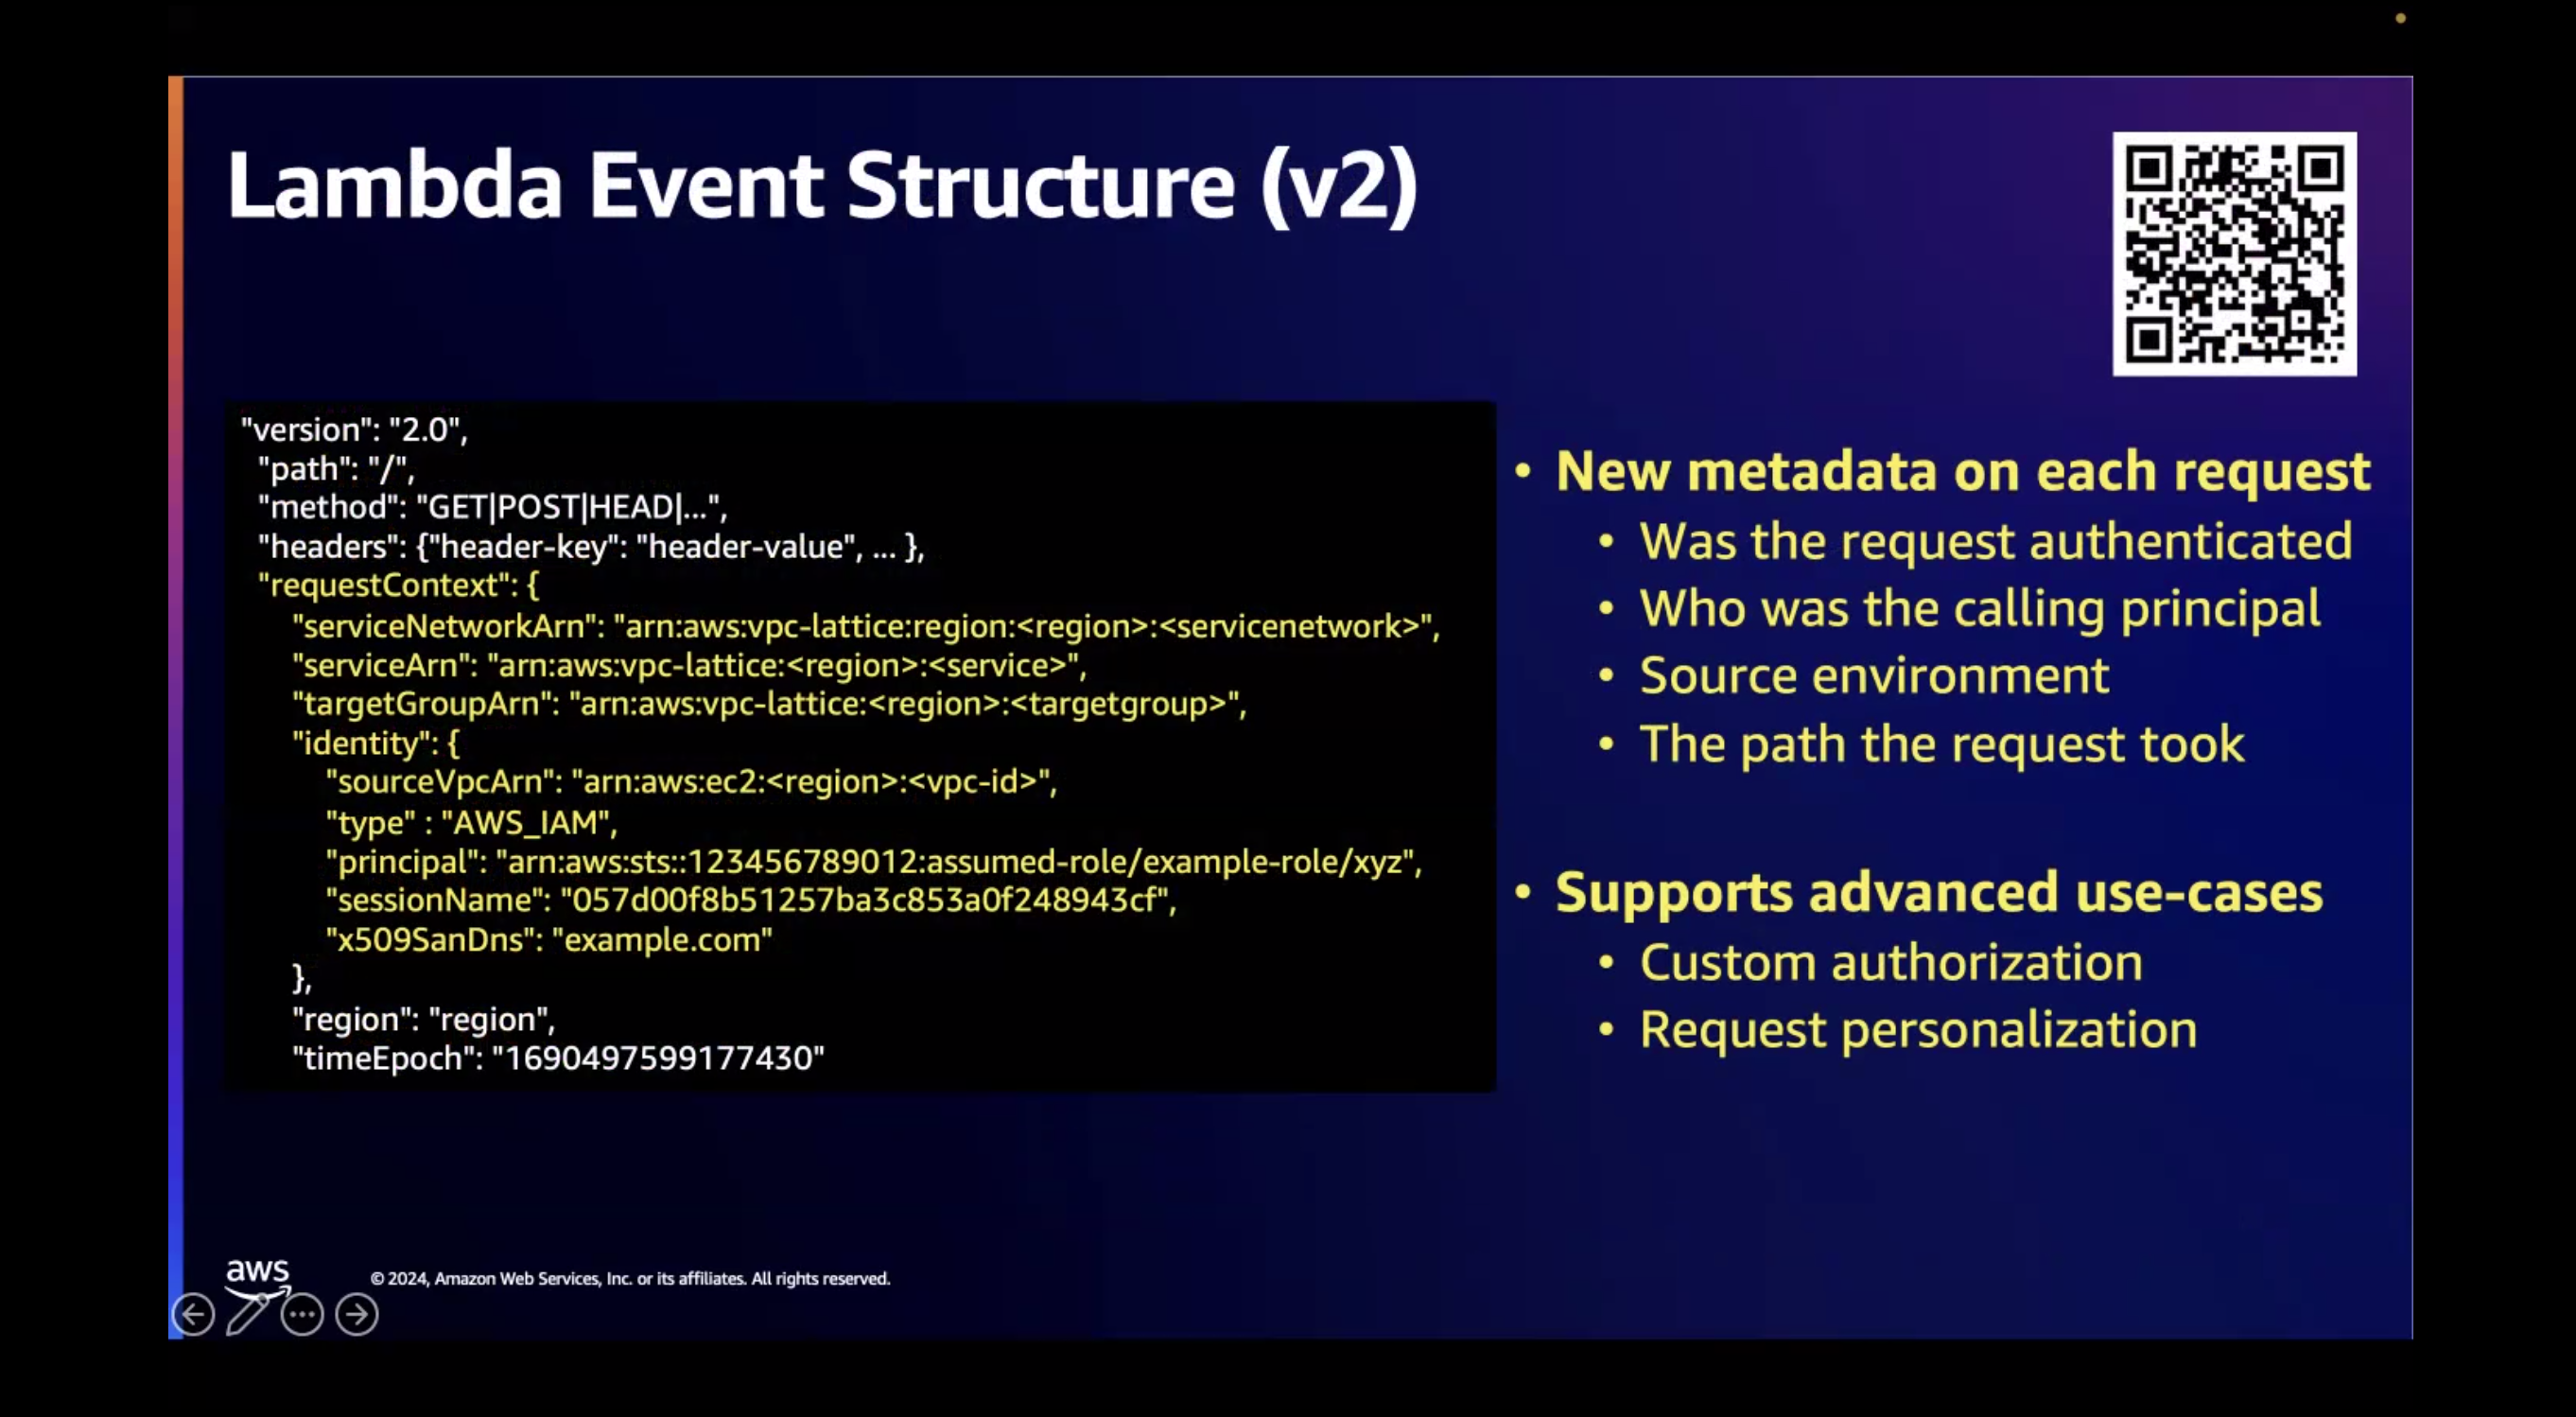 Lambda Event Structure (v2)
"version": "2.0",
"path": "/",
"method": "GET|POST|HEAD|...",
"headers": {"header-key": "header-value", ... },
"requestContext": {
"serviceNetworkArn": "arn:aws:vpc-lattice:region:<region>:<servicenetwork>",
"serviceArn": "arn:aws:vpc-lattice:<region>:<service>",
"targetGroupArn": "arn:aws:vpc-lattice:<region>:<targetgroup>",
"identity": {
"sourceVpcArn": "arn:aws:ec2:<region>:<vpc-id>",
"type" : "AWS_IAM",
"principal": "arn:aws:sts::123456789012:assumed-role/example-role/xyz",
"sessionName": "057d00f8b51257ba3c853a0f248943cf",
"x509SanDns": "example.com"
},
"region": "region",
"timeEpoch": "1690497599177430"
• New metadata on each request
• Was the request authenticated
• Who was the calling principal
• Source environment
• The path the request took
• Supports advanced use-cases
• Custom authorization
• Request personalization
aws
© 2024, Amazon Web Services, Inc. or its affiliates. All rights reserved.